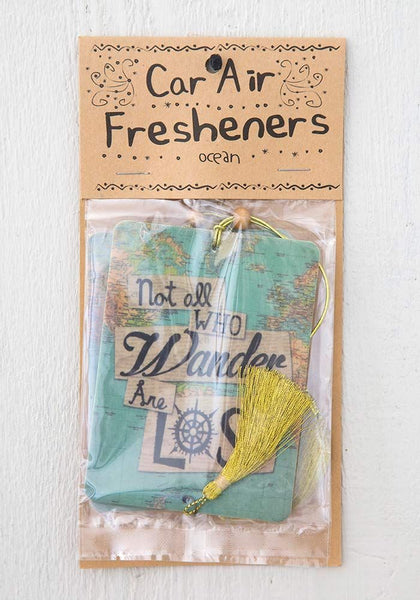 Car Air
Fresheners
ocean
Not all
WHO
Wander
Are
LOS